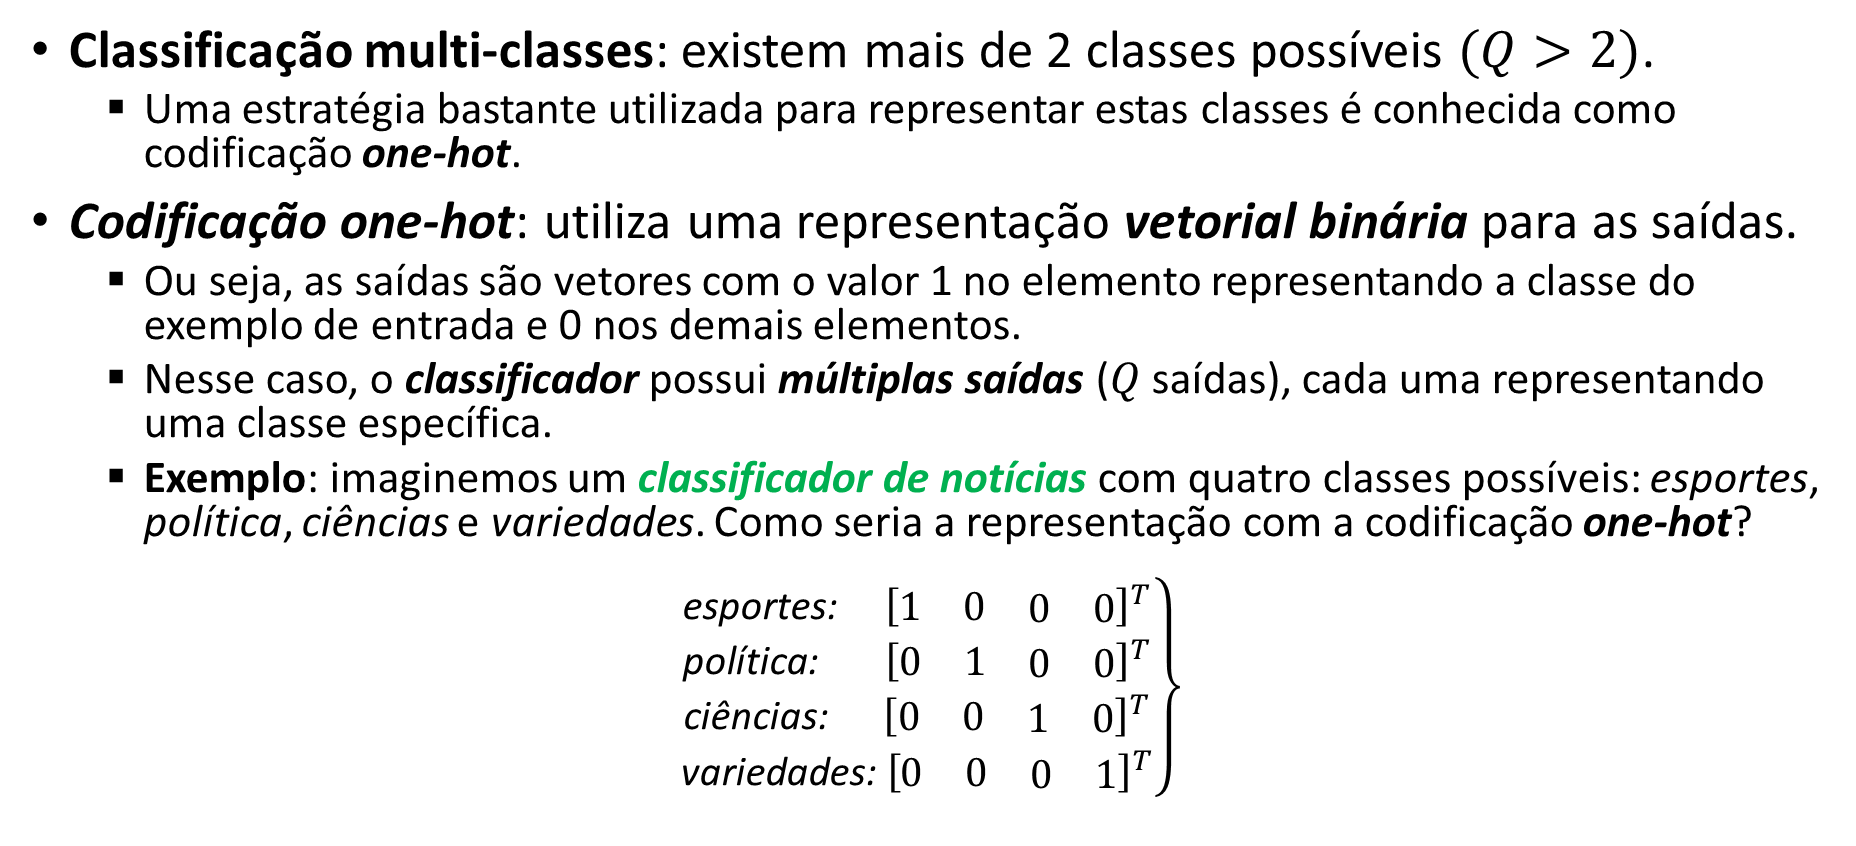 • Classificação multi-classes: existem mais de 2 classes possíveis (Q > 2).
▪ Uma estratégia bastante utilizada para representar estas classes é conhecida como
codificação one-hot.
• Codificação one-hot: utiliza uma representação vetorial binária para as saídas.
▪ Ou seja, as saídas são vetores com o valor 1 no elemento representando a classe do
exemplo de entrada e 0 nos demais elementos.
▪ Nesse caso, o classificador possui múltiplas saídas (Q saídas), cada uma representando
uma classe específica.
▪ Exemplo: imaginemos um classificador de notícias com quatro classes possíveis: esportes,
política, ciências e variedades. Como seria a representação com a codificação one-hot?
esportes: [1 0 0 0]^T
política: [0 1 0 0]^T
ciências: [0 0 1 0]^T
variedades: [0 0 0 1]^T